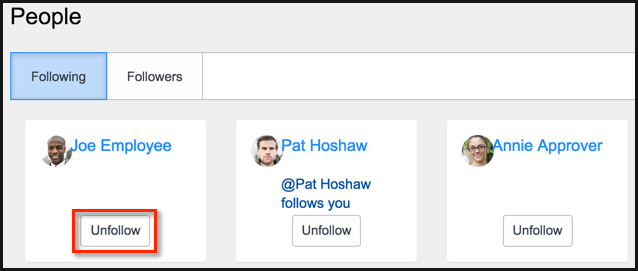 People
Following
Followers
Joe Employee
Unfollow
Pat Hoshaw
@Pat Hoshaw
follows you
Unfollow
Annie Approver
Unfollow